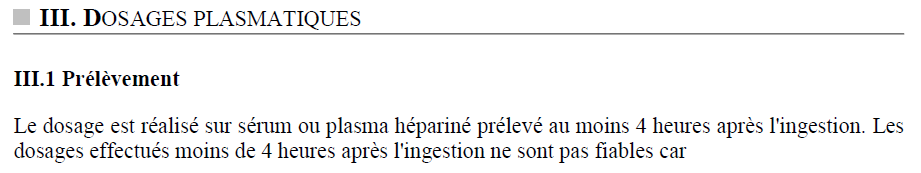 III. DOSAGES PLASMATIQUES
III.1 Prélèvement
Le dosage est réalisé sur sérum ou plasma hépariné prélevé au moins 4 heures après l'ingestion. Les
dosages effectués moins de 4 heures après l'ingestion ne sont pas fiables car